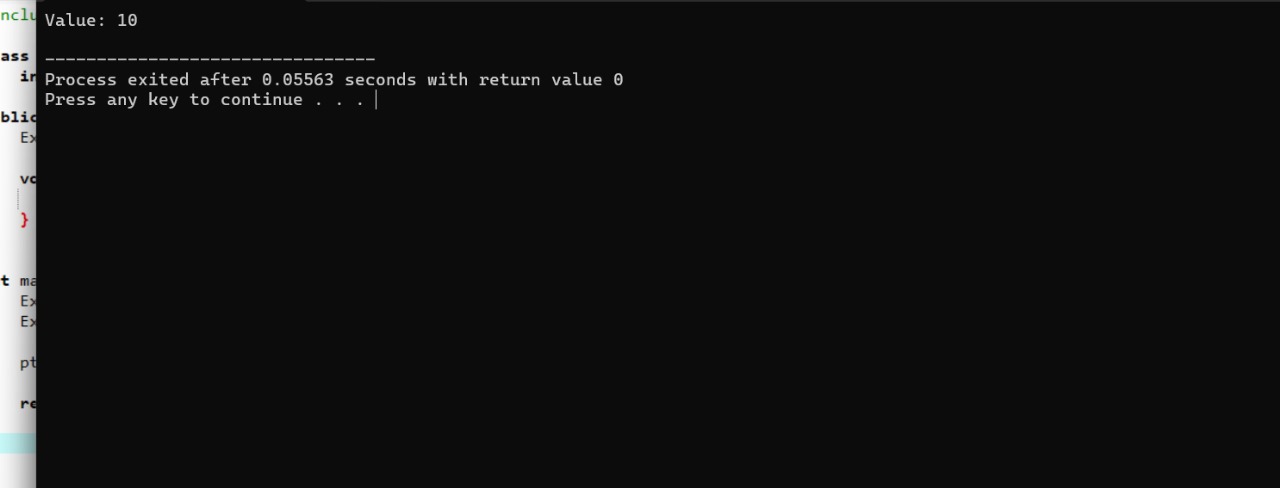 Value: 10
--------------------------------
Process exited after 0.05563 seconds with return value 0
Press any key to continue . . .
nclu
ass
in
blic
Ex
vo
}
t ma
Ex
Ex
pt
re